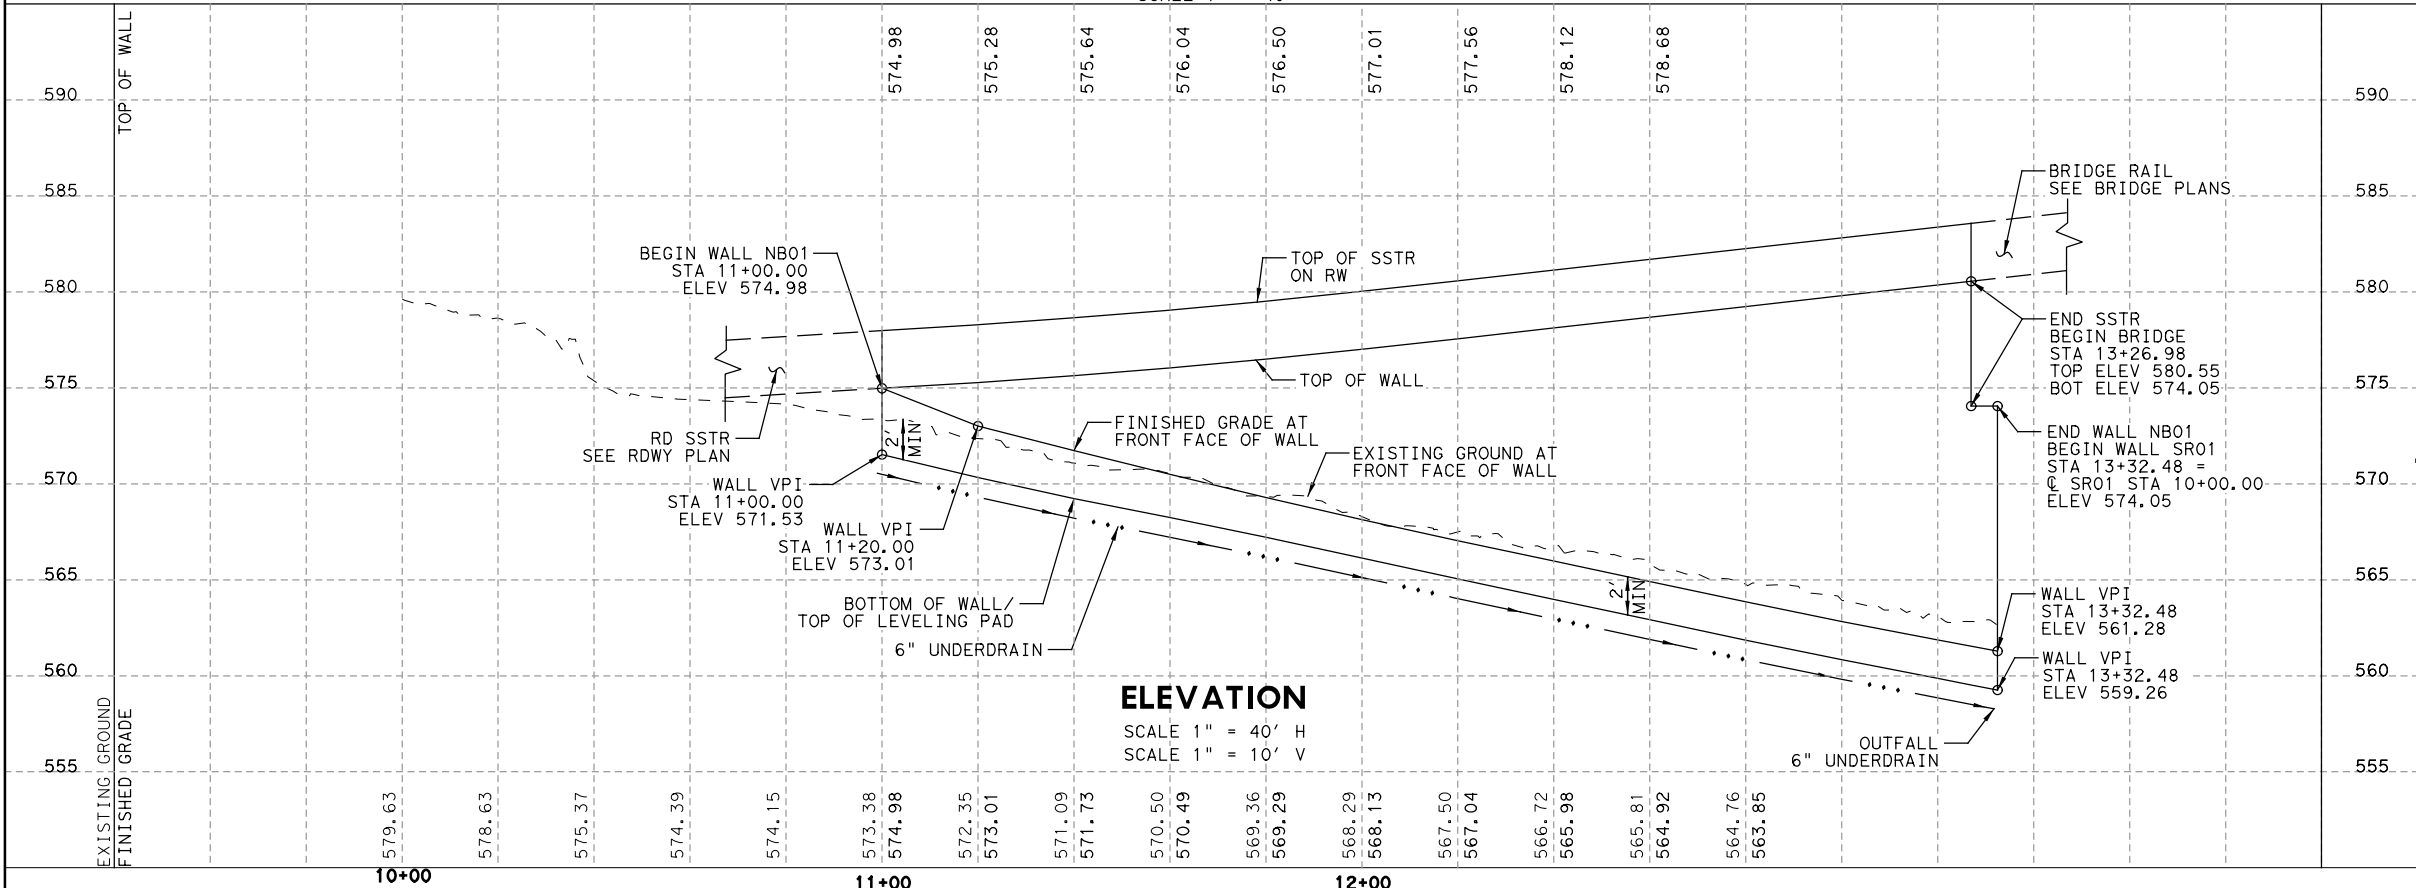 TOP OF WALL
574.98
575.28
575.64
576.04
576.50
577.01
577.56
578.12
578.68
590
590
585
585
580
580
575
575
570
570
565
565
560
560
555
555
BRIDGE RAIL
SEE BRIDGE PLANS
BEGIN WALL NB01
STA 11+00.00
ELEV 574.98
TOP OF SSTR
ON RW
TOP OF WALL
END SSTR
BEGIN BRIDGE
STA 13+26.98
TOP ELEV 580.55
BOT ELEV 574.05
RD SSTR
SEE RDWY PLAN
2'
MIN
FINISHED GRADE AT
FRONT FACE OF WALL
EXISTING GROUND AT
FRONT FACE OF WALL
END WALL NB01
BEGIN WALL SR01
STA 13+32.48 =
℄ SR01 STA 10+00.00
ELEV 574.05
WALL VPI
STA 11+00.00
ELEV 571.53
WALL VPI
STA 11+20.00
ELEV 573.01
BOTTOM OF WALL/
TOP OF LEVELING PAD
6" UNDERDRAIN
2'
MIN
WALL VPI
STA 13+32.48
ELEV 561.28
WALL VPI
STA 13+32.48
ELEV 559.26
OUTFALL
6" UNDERDRAIN
ELEVATION
SCALE 1" = 40' H
SCALE 1" = 10' V
EXISTING GROUND
FINISHED GRADE
579.63
578.63
575.37
574.39
574.15
573.38
574.98
572.35
573.01
571.09
571.73
570.50
570.49
569.36
569.29
568.29
568.13
567.50
567.04
566.72
565.98
565.81
564.92
564.76
563.85
10+00
11+00
12+00